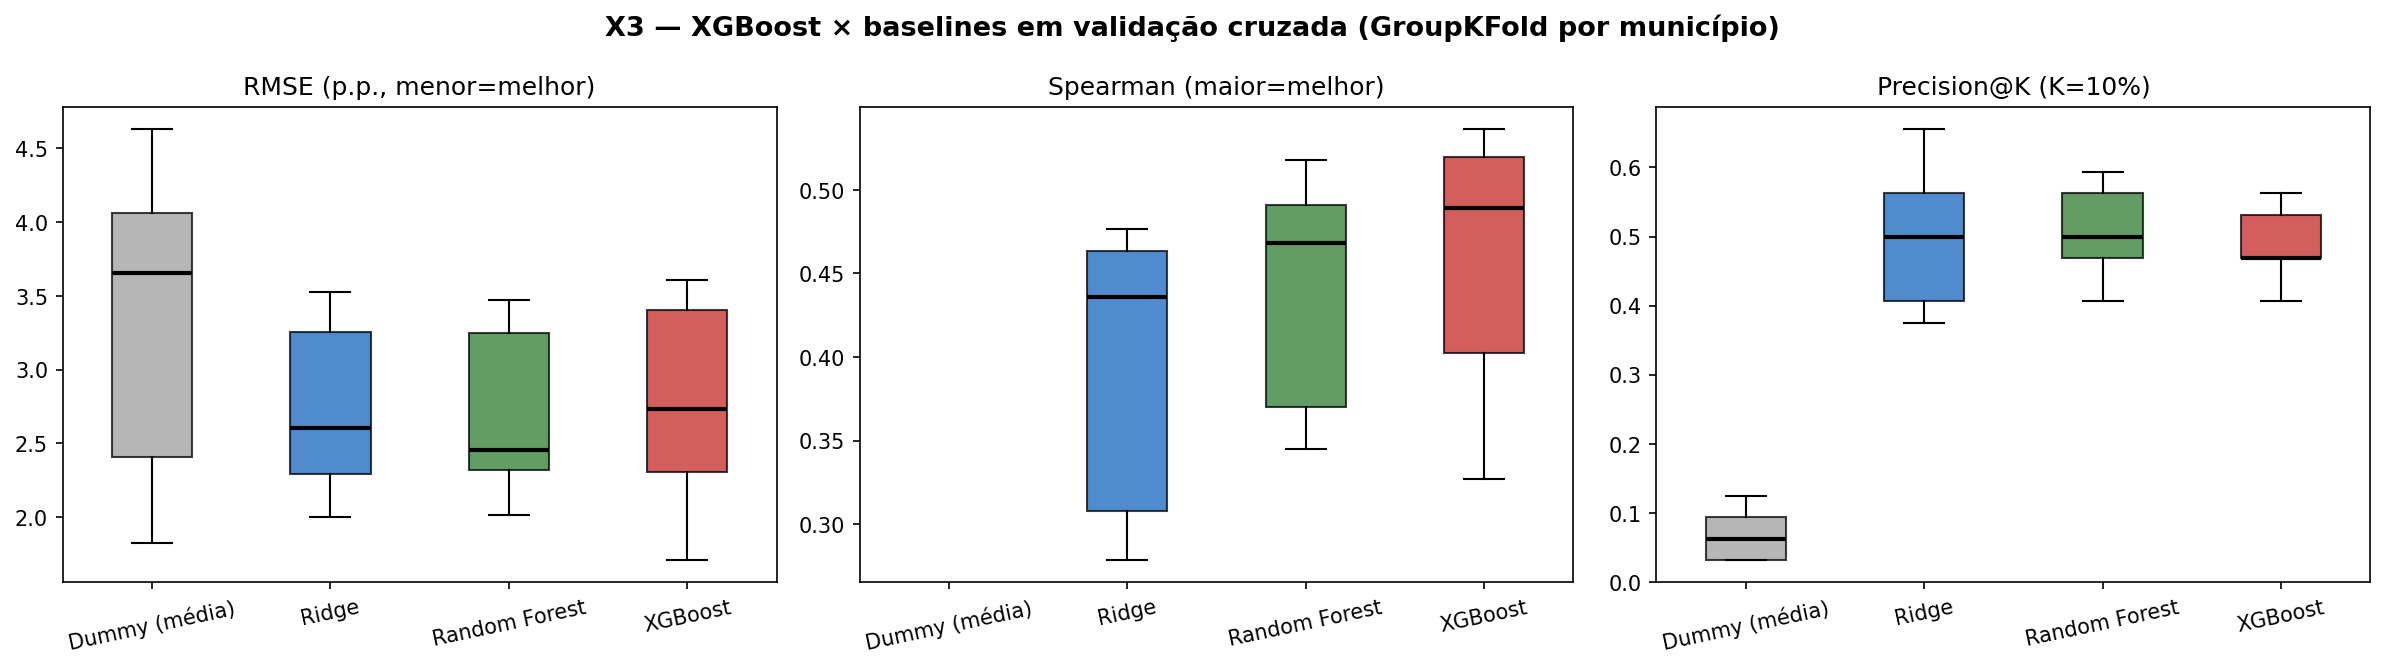 X3 — XGBoost × baselines em validação cruzada (GroupKFold por município)
RMSE (p.p., menor=melhor)
4.5
4.0
3.5
3.0
2.5
2.0
Dummy (média)
Ridge
Random Forest
XGBoost
Spearman (maior=melhor)
0.50
0.45
0.40
0.35
0.30
Dummy (média)
Ridge
Random Forest
XGBoost
Precision@K (K=10%)
0.6
0.5
0.4
0.3
0.2
0.1
0.0
Dummy (média)
Ridge
Random Forest
XGBoost